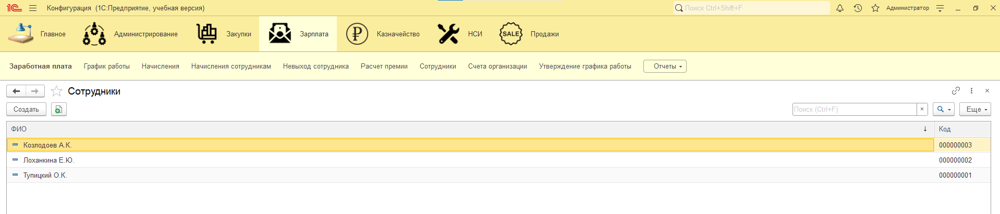 1С Конфигурация (1С:Предприятие, учебная версия) Поиск Ctrl+Shift+F Администратор
Главное Администрирование Закупки Зарплата Казначейство НСИ SALE Продажи
Заработная плата График работы Начисления Начисления сотрудникам Невыход сотрудника Расчет премии Сотрудники Счета организации Утверждение графика работы Отчеты
Сотрудники
Создать Поиск (Ctrl+F) × Еще
ФИО ↓ Код
Козлодоев А.К. 000000003
Лоханкина Е.Ю. 000000002
Тупицкий О.К. 000000001